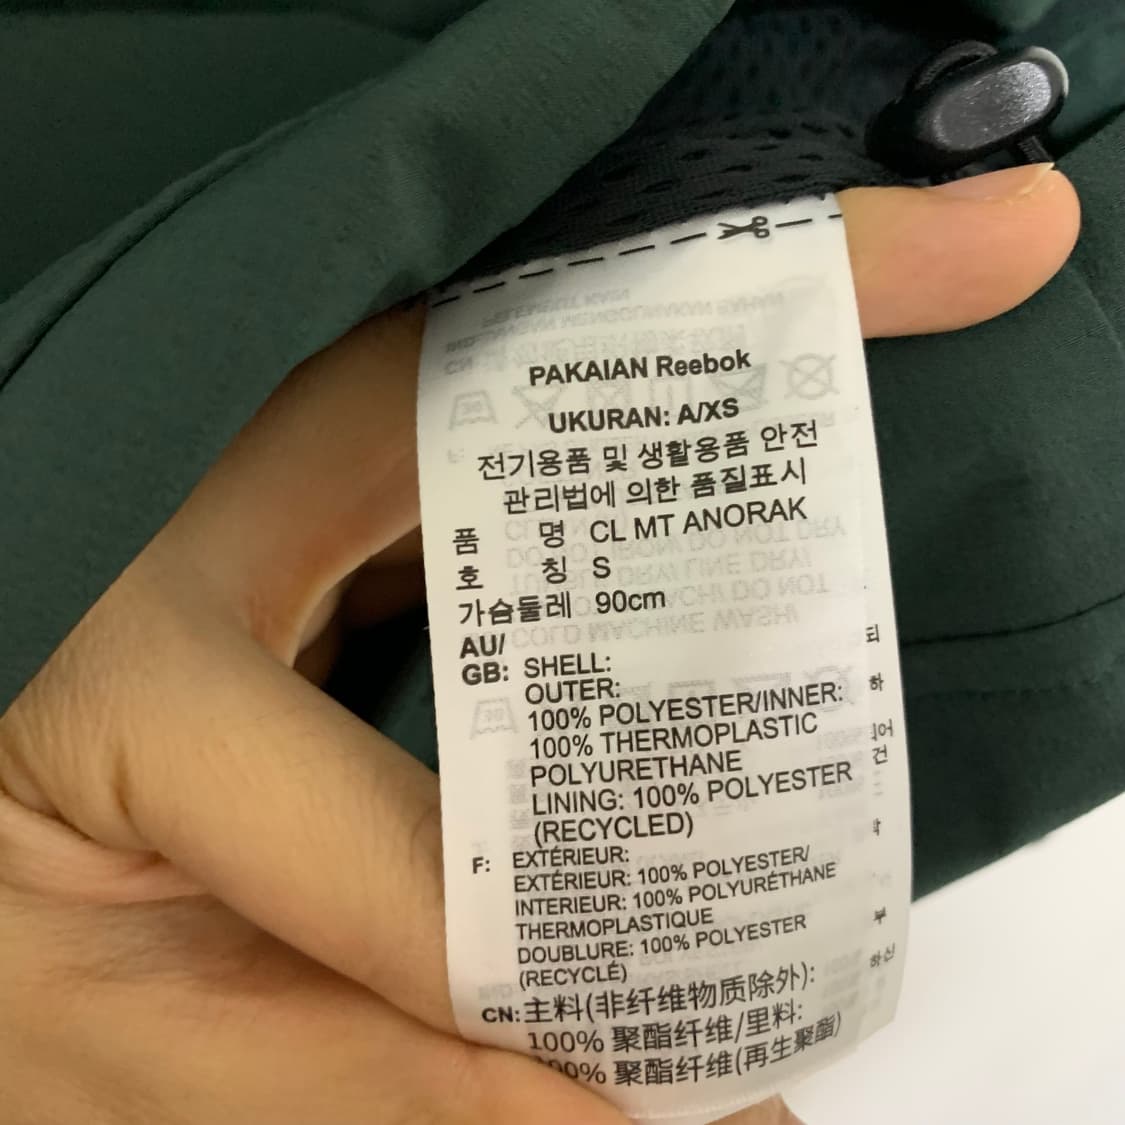 PAKAIAN Reebok
UKURAN: A/XS
전기용품 및 생활용품 안전
관리법에 의한 품질표시
품 명 CL MT ANORAK
호 칭 S
가슴둘레 90cm
AU/
GB: SHELL:
OUTER:
100% POLYESTER/INNER:
100% THERMOPLASTIC
POLYURETHANE
LINING: 100% POLYESTER
(RECYCLED)
F: EXTÉRIEUR:
EXTÉRIEUR: 100% POLYESTER/
INTERIEUR: 100% POLYURÉTHANE
THERMOPLASTIQUE
DOUBLURE: 100% POLYESTER
(RECYCLÉ)
CN: 主料(非纤维物质除外):
100% 聚酯纤维/里料:
100% 聚酯纤维(再生聚酯)